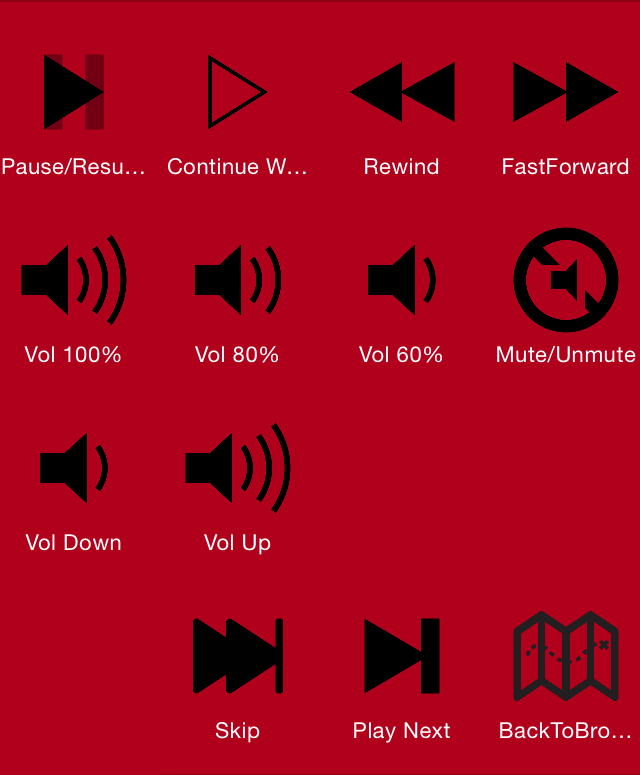 Pause/Resu...
Continue W...
Rewind
FastForward
Vol 100%
Vol 80%
Vol 60%
Mute/Unmute
Vol Down
Vol Up
Skip
Play Next
BackToBro...